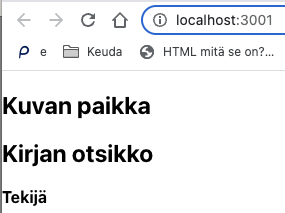 localhost:3001
e Keuda HTML mitä se on?...
Kuvan paikka
Kirjan otsikko
Tekijä